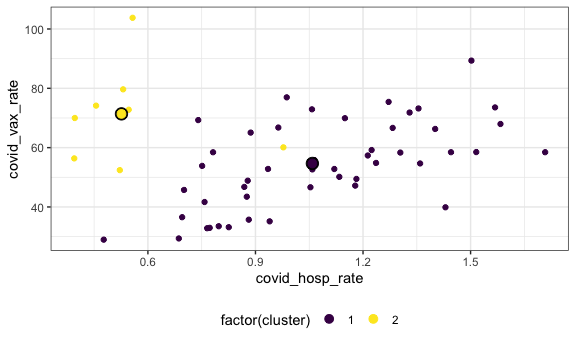 covid_vax_rate
100
80
60
40
0.6 0.9 1.2 1.5
covid_hosp_rate
factor(cluster) 1 2